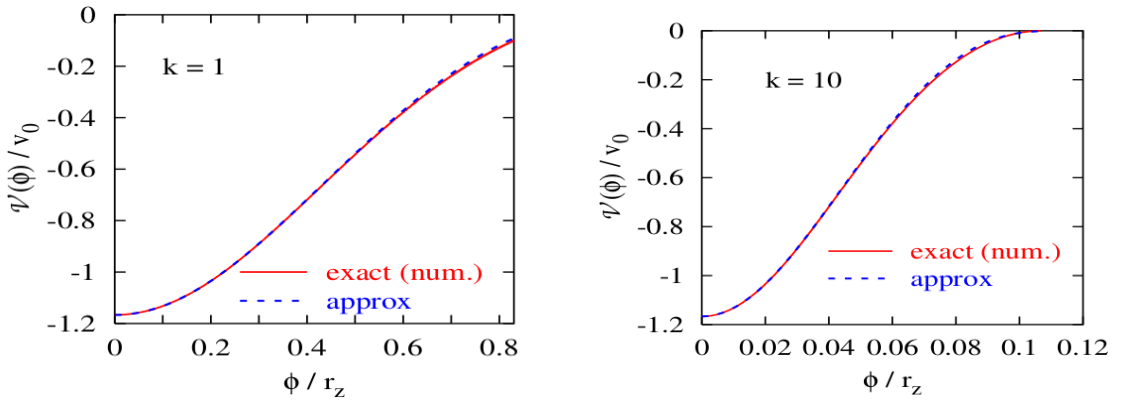 0
-0.2
-0.4
-0.6
-0.8
-1
-1.2
𝒱(ϕ) / v₀
k = 1
exact (num.)
approx
0 0.2 0.4 0.6 0.8
ϕ / r_z
0
-0.2
-0.4
-0.6
-0.8
-1
-1.2
𝒱(ϕ) / v₀
k = 10
exact (num.)
approx
0 0.02 0.04 0.06 0.08 0.1 0.12
ϕ / r_z